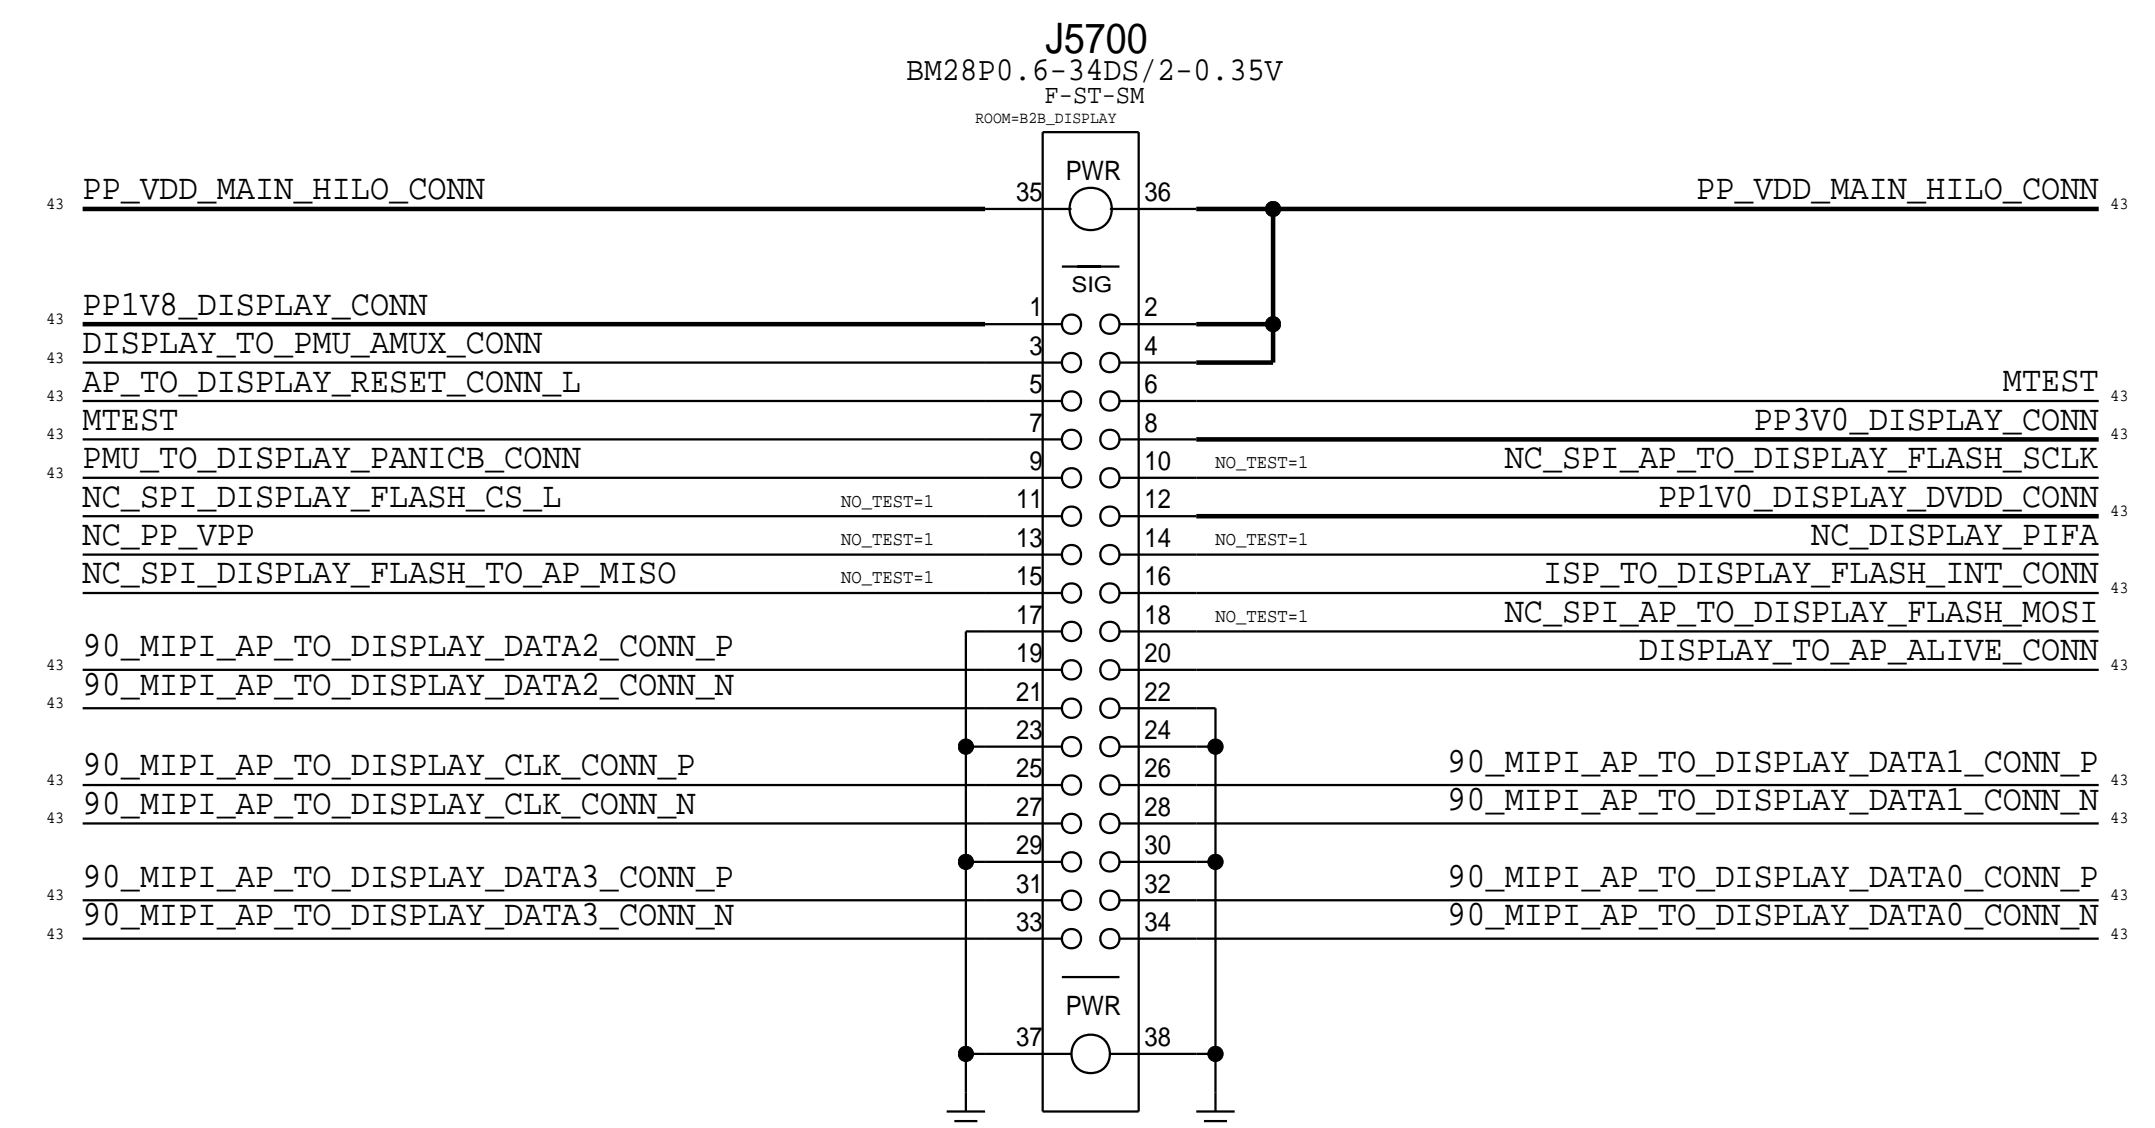 J5700
BM28P0.6-34DS/2-0.35V
F-ST-SM
ROOM=B2B_DISPLAY
PWR
43 PP_VDD_MAIN_HILO_CONN 35 36 PP_VDD_MAIN_HILO_CONN 43
SIG
43 PP1V8_DISPLAY_CONN 1 2
43 DISPLAY_TO_PMU_AMUX_CONN 3 4
43 AP_TO_DISPLAY_RESET_CONN_L 5 6 MTEST 43
43 MTEST 7 8 PP3V0_DISPLAY_CONN 43
43 PMU_TO_DISPLAY_PANICB_CONN 9 10 NO_TEST=1 NC_SPI_AP_TO_DISPLAY_FLASH_SCLK
NC_SPI_DISPLAY_FLASH_CS_L NO_TEST=1 11 12 PP1V0_DISPLAY_DVDD_CONN 43
NC_PP_VPP NO_TEST=1 13 14 NO_TEST=1 NC_DISPLAY_PIFA
NC_SPI_DISPLAY_FLASH_TO_AP_MISO NO_TEST=1 15 16 ISP_TO_DISPLAY_FLASH_INT_CONN 43
17 18 NO_TEST=1 NC_SPI_AP_TO_DISPLAY_FLASH_MOSI
43 90_MIPI_AP_TO_DISPLAY_DATA2_CONN_P 19 20 DISPLAY_TO_AP_ALIVE_CONN 43
43 90_MIPI_AP_TO_DISPLAY_DATA2_CONN_N 21 22
23 24
43 90_MIPI_AP_TO_DISPLAY_CLK_CONN_P 25 26 90_MIPI_AP_TO_DISPLAY_DATA1_CONN_P 43
43 90_MIPI_AP_TO_DISPLAY_CLK_CONN_N 27 28 90_MIPI_AP_TO_DISPLAY_DATA1_CONN_N 43
29 30
43 90_MIPI_AP_TO_DISPLAY_DATA3_CONN_P 31 32 90_MIPI_AP_TO_DISPLAY_DATA0_CONN_P 43
43 90_MIPI_AP_TO_DISPLAY_DATA3_CONN_N 33 34 90_MIPI_AP_TO_DISPLAY_DATA0_CONN_N 43
PWR
37 38